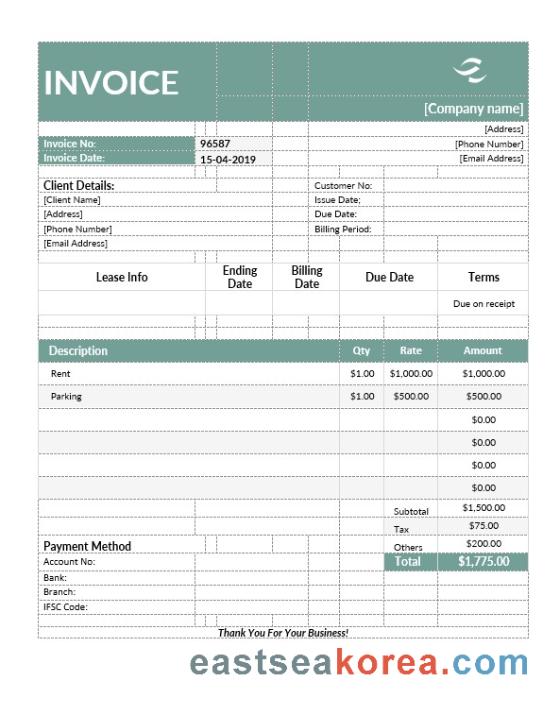 INVOICE
[Company name]
[Address]
Invoice No: 96587 [Phone Number]
Invoice Date: 15-04-2019 [Email Address]
Client Details: Customer No:
[Client Name] Issue Date;
[Address] Due Date:
[Phone Number] Billing Period:
[Email Address]
Lease Info Ending Date Billing Date Due Date Terms
Due on receipt
Description Qty Rate Amount
Rent $1.00 $1,000.00 $1,000.00
Parking $1.00 $500.00 $500.00
$0.00
$0.00
$0.00
$0.00
Subtotal $1,500.00
Tax $75.00
Payment Method Others $200.00
Account No: Total $1,775.00
Bank:
Branch:
IFSC Code:
Thank You For Your Business!
eastseakorea.com